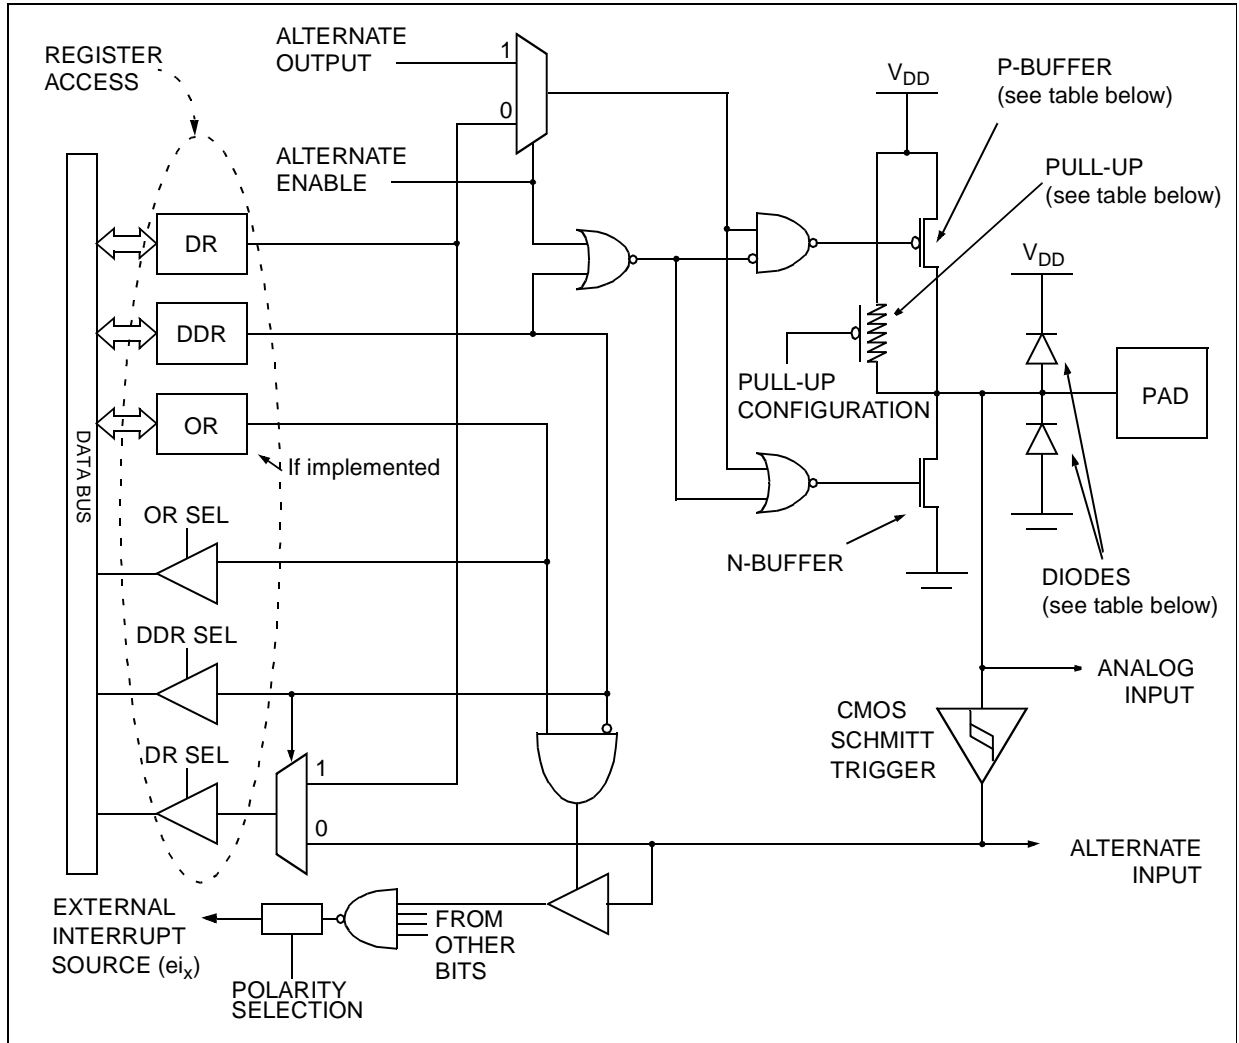 REGISTER
ACCESS
ALTERNATE
OUTPUT
1
0
ALTERNATE
ENABLE
VDD
P-BUFFER
(see table below)
PULL-UP
(see table below)
DR
DDR
OR
If implemented
DATA BUS
VDD
PAD
PULL-UP
CONFIGURATION
N-BUFFER
DIODES
(see table below)
OR SEL
DDR SEL
DR SEL
1
0
ANALOG
INPUT
CMOS
SCHMITT
TRIGGER
ALTERNATE
INPUT
EXTERNAL
INTERRUPT
SOURCE (eix)
POLARITY
SELECTION
FROM
OTHER
BITS